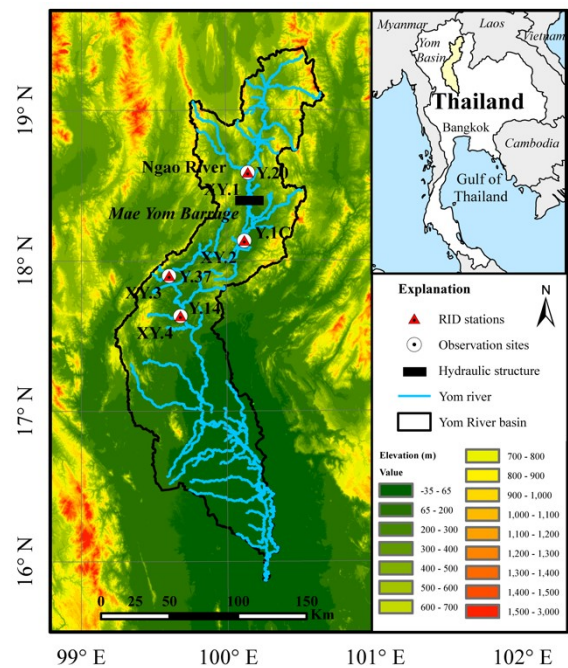 19° N
18° N
17° N
16° N
99° E
100° E
101° E
102° E
Ngao River
Y.20
XY.1
Mae Yom Barrage
Y.1C
XY.2
Y.37
XY.3
Y.14
XY.4
0 25 50 100 150
Km
Myanmar
Laos
Vietnam
Yom
Basin
Thailand
Bangkok
Cambodia
Gulf of
Thailand
Explanation
N
RID stations
Observation sites
Hydraulic structure
Yom river
Yom River basin
Elevation (m)
Value
-35 - 65
65 - 200
200 - 300
300 - 400
400 - 500
500 - 600
600 - 700
700 - 800
800 - 900
900 - 1,000
1,000 - 1,100
1,100 - 1,200
1,200 - 1,300
1,300 - 1,400
1,400 - 1,500
1,500 - 3,000